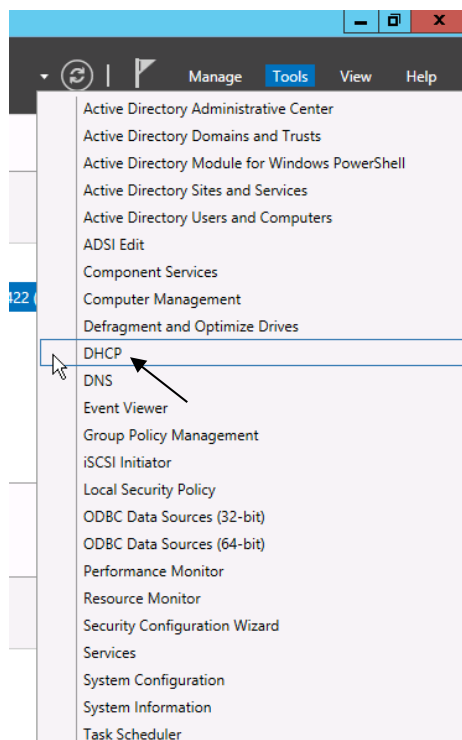 Manage Tools View Help
Active Directory Administrative Center
Active Directory Domains and Trusts
Active Directory Module for Windows PowerShell
Active Directory Sites and Services
Active Directory Users and Computers
ADSI Edit
Component Services
422 (
Computer Management
Defragment and Optimize Drives
DHCP
DNS
Event Viewer
Group Policy Management
iSCSI Initiator
Local Security Policy
ODBC Data Sources (32-bit)
ODBC Data Sources (64-bit)
Performance Monitor
Resource Monitor
Security Configuration Wizard
Services
System Configuration
System Information
Task Scheduler